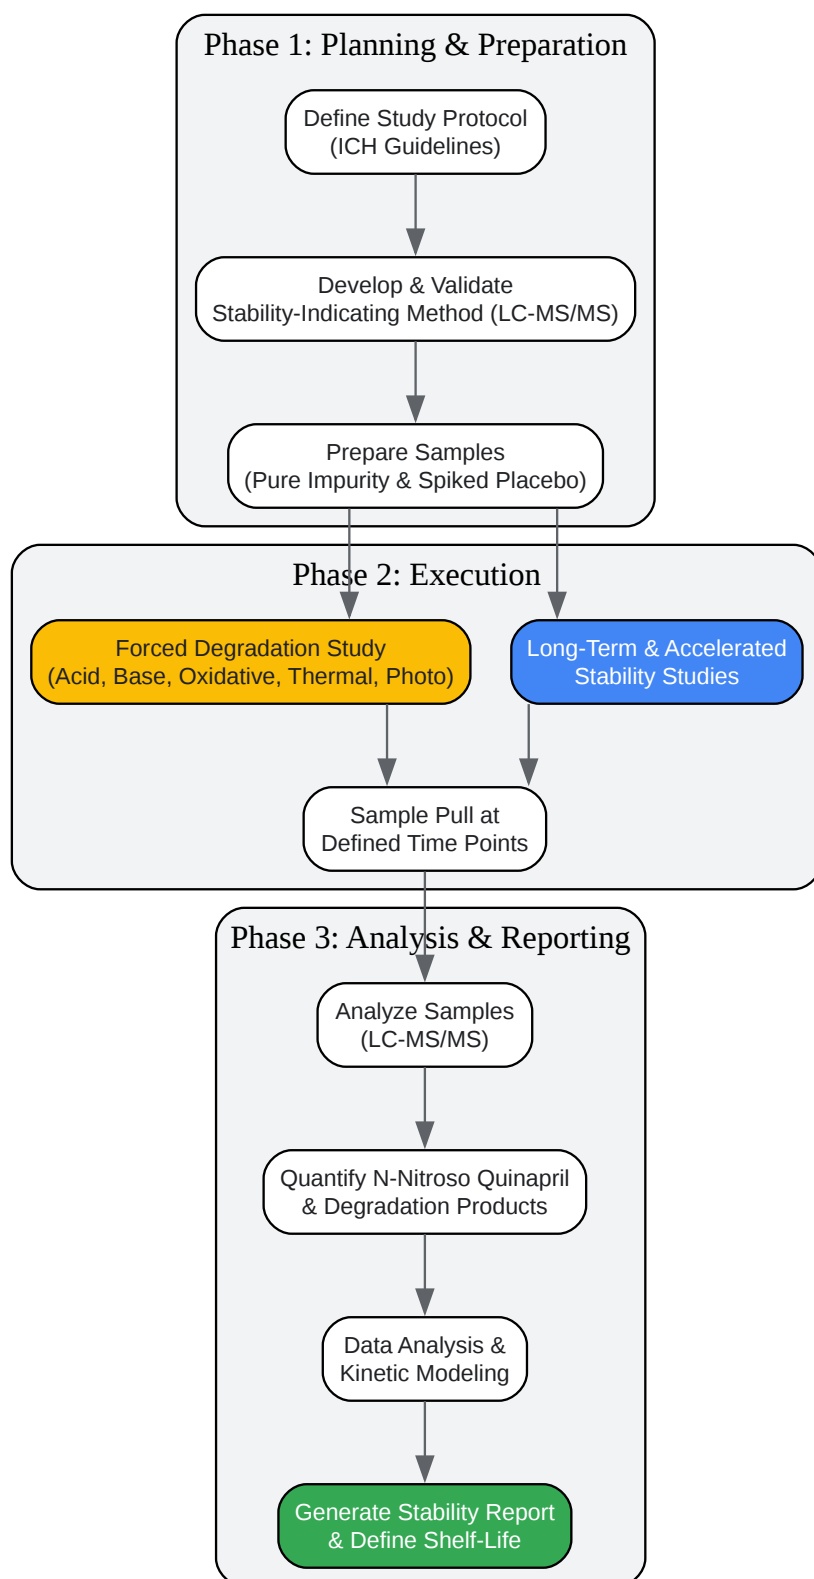 Phase 1: Planning & Preparation
Define Study Protocol
(ICH Guidelines)
Develop & Validate
Stability-Indicating Method (LC-MS/MS)
Prepare Samples
(Pure Impurity & Spiked Placebo)
Phase 2: Execution
Forced Degradation Study
(Acid, Base, Oxidative, Thermal, Photo)
Long-Term & Accelerated
Stability Studies
Sample Pull at
Defined Time Points
Phase 3: Analysis & Reporting
Analyze Samples
(LC-MS/MS)
Quantify N-Nitroso Quinapril
& Degradation Products
Data Analysis &
Kinetic Modeling
Generate Stability Report
& Define Shelf-Life